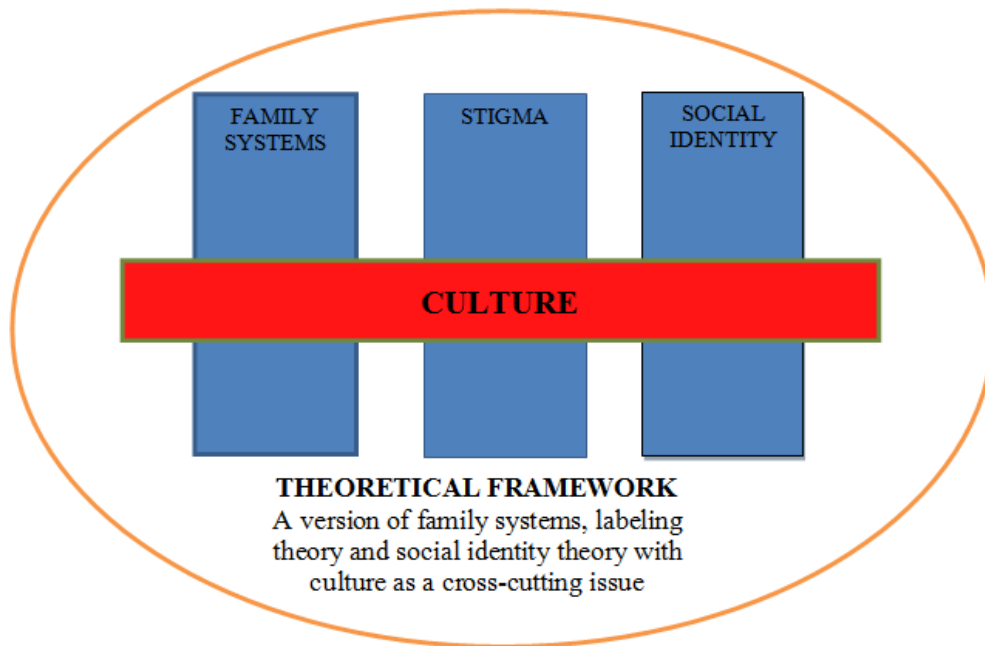 FAMILY
SYSTEMS
STIGMA
SOCIAL
IDENTITY
CULTURE
THEORETICAL FRAMEWORK
A version of family systems, labeling
theory and social identity theory with
culture as a cross-cutting issue